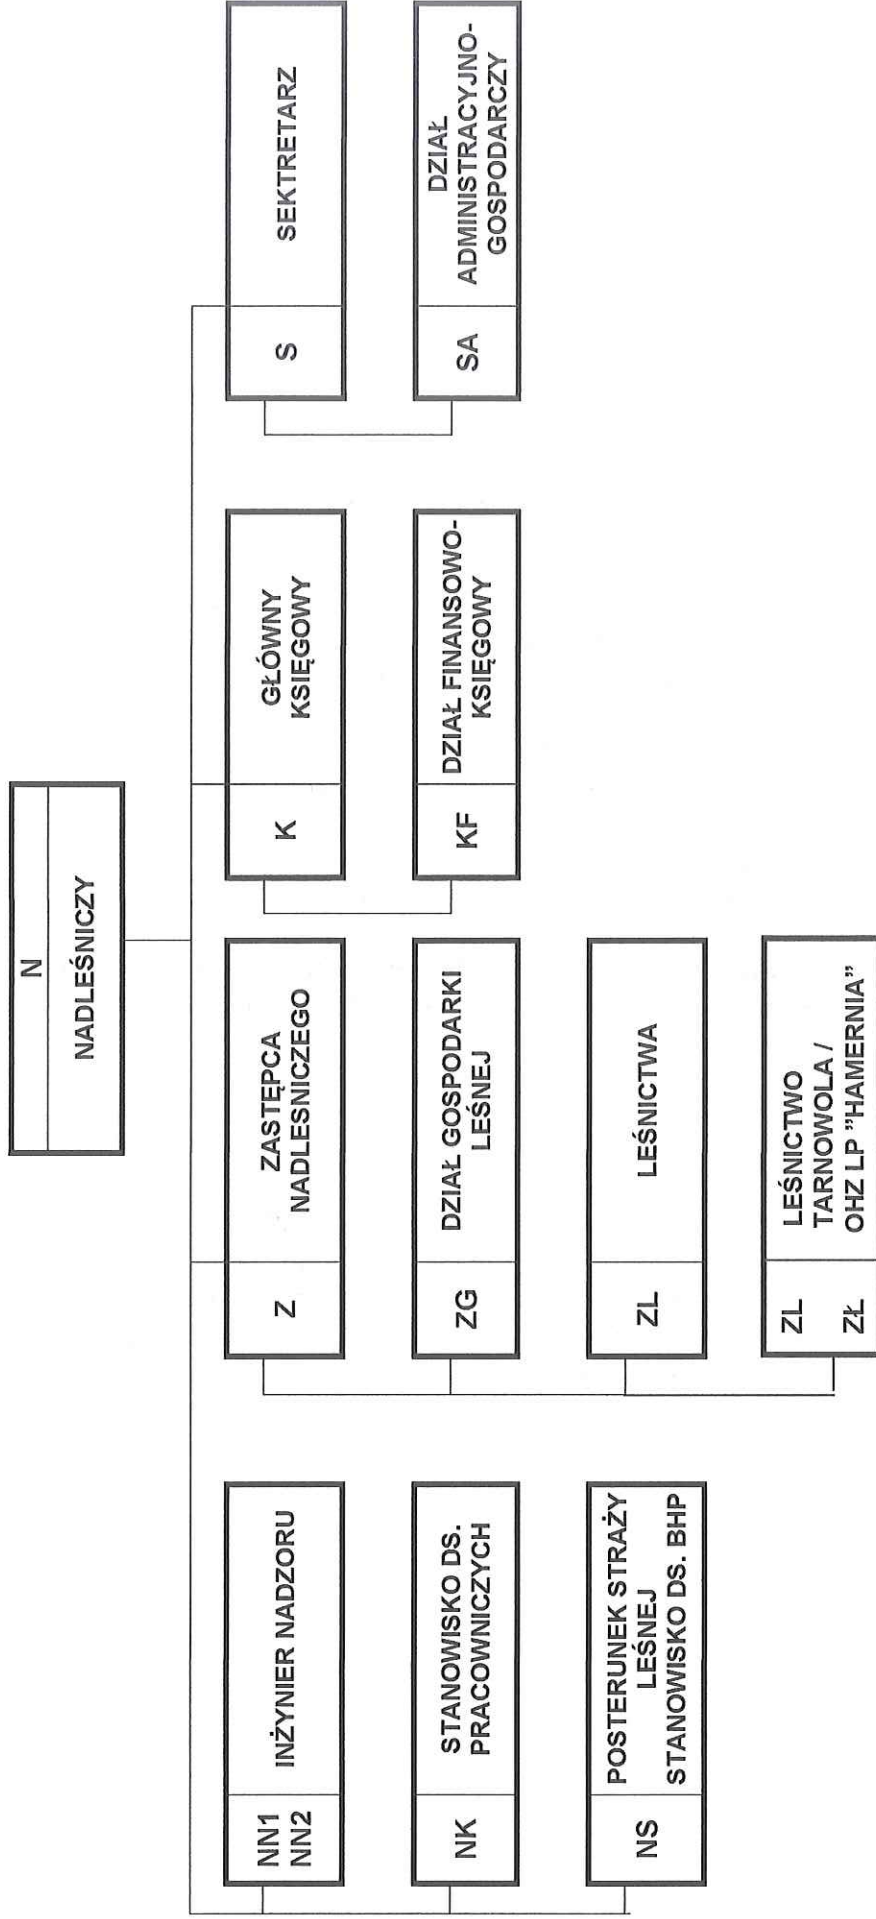 N
NADLEŚNICZY
NN1
NN2
INŻYNIER NADZORU
NK
STANOWISKO DS.
PRACOWNICZYCH
NS
POSTERUNEK STRAŻY
LEŚNEJ
STANOWISKO DS. BHP
Z
ZASTĘPCA
NADLESNICZEGO
ZG
DZIAŁ GOSPODARKI
LEŚNEJ
ZL
LEŚNICTWA
ZL
ZŁ
LEŚNICTWO
TARNOWOLA /
OHZ LP ”HAMERNIA”
K
GŁÓWNY
KSIĘGOWY
KF
DZIAŁ FINANSOWO-
KSIĘGOWY
S
SEKTRETARZ
SA
DZIAŁ
ADMINISTRACYJNO-
GOSPODARCZY